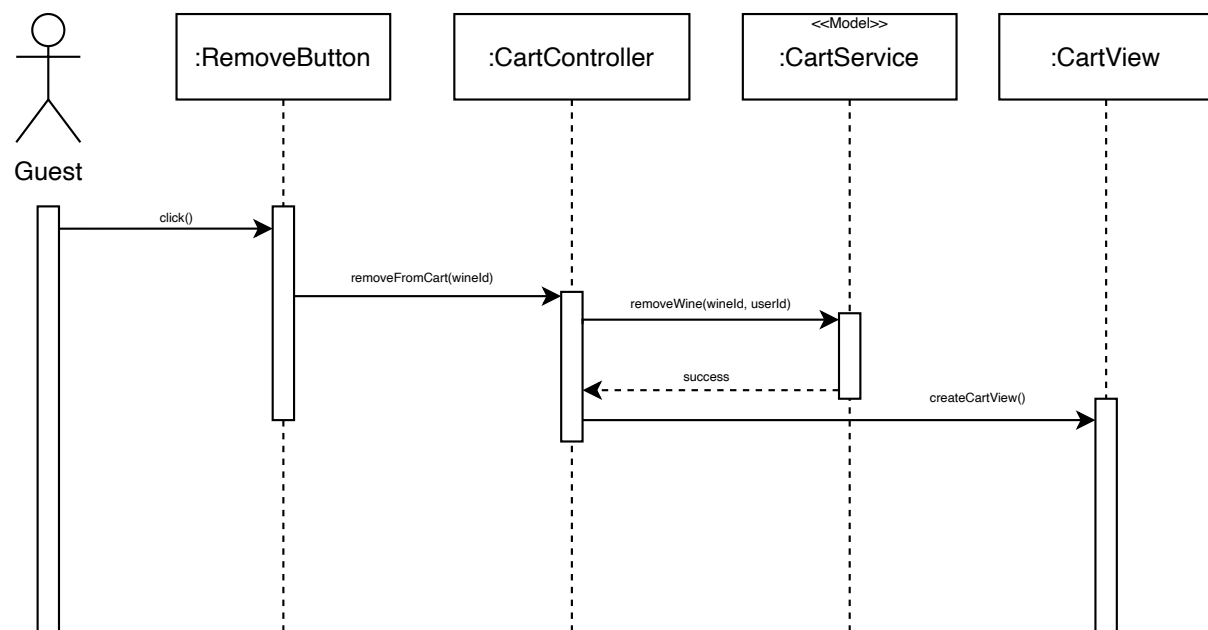 <<Model>>
:RemoveButton
:CartController
:CartService
:CartView
Guest
click()
removeFromCart(wineId)
removeWine(wineId, userId)
success
createCartView()